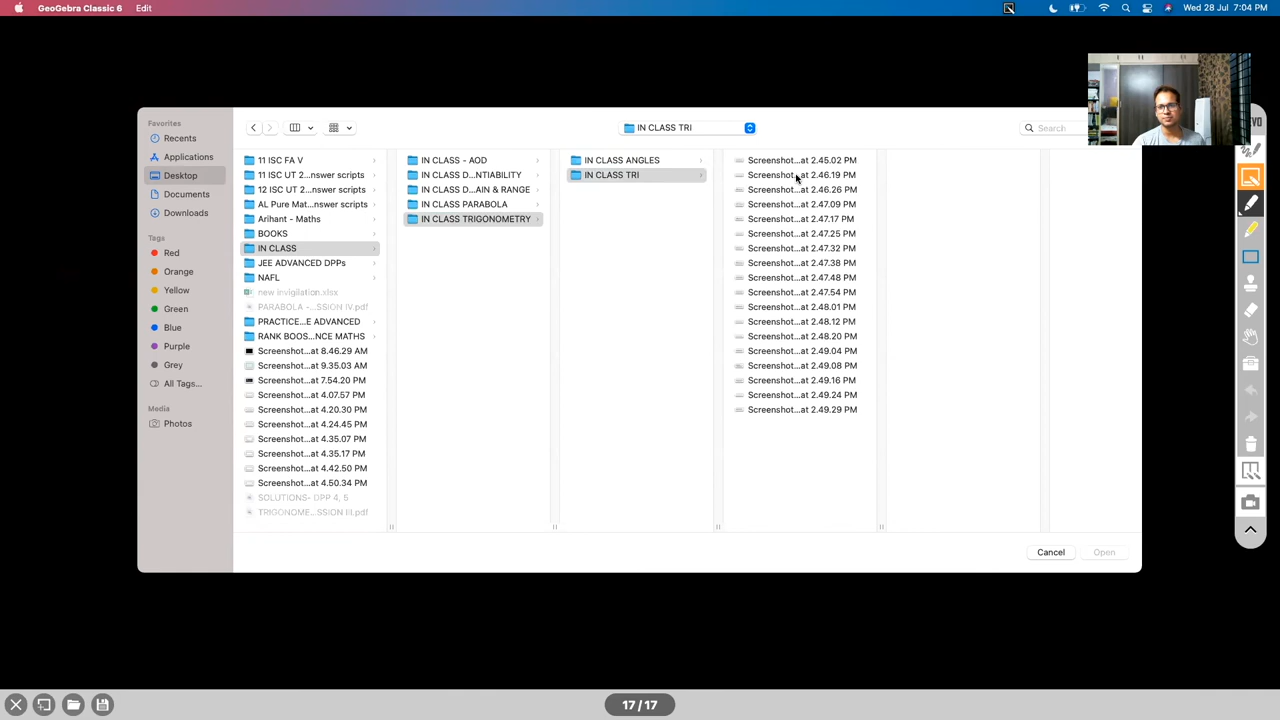 GeoGebra Classic 6 Edit
Wed 28 Jul 7:04 PM
IN CLASS TRI
Search
Favorites
Recents
Applications
Desktop
Documents
Downloads
Tags
Red
Orange
Yellow
Green
Blue
Purple
Grey
All Tags...
Media
Photos
11 ISC FA V
11 ISC UT 2...nswer scripts
12 ISC UT 2...nswer scripts
AL Pure Mat...nswer scripts
Arihant - Maths
BOOKS
IN CLASS
JEE ADVANCED DPPs
NAFL
new invigilation.xlsx
PARABOLA -...SSION IV.pdf
PRACTICE...E ADVANCED
RANK BOOS...NCE MATHS
Screenshot...at 8.46.29 AM
Screenshot...at 9.35.03 AM
Screenshot...at 7.54.20 PM
Screenshot...at 4.07.57 PM
Screenshot...at 4.20.30 PM
Screenshot...at 4.24.45 PM
Screenshot...at 4.35.07 PM
Screenshot...at 4.35.17 PM
Screenshot...at 4.42.50 PM
Screenshot...at 4.50.34 PM
SOLUTIONS- DPP 4, 5
TRIGONOME...SSION III.pdf
IN CLASS - AOD
IN CLASS D...NTIABILITY
IN CLASS D...AIN & RANGE
IN CLASS PARABOLA
IN CLASS TRIGONOMETRY
IN CLASS ANGLES
IN CLASS TRI
Screenshot...at 2.45.02 PM
Screenshot...at 2.46.19 PM
Screenshot...at 2.46.26 PM
Screenshot...at 2.47.09 PM
Screenshot...at 2.47.17 PM
Screenshot...at 2.47.25 PM
Screenshot...at 2.47.32 PM
Screenshot...at 2.47.38 PM
Screenshot...at 2.47.48 PM
Screenshot...at 2.47.54 PM
Screenshot...at 2.48.01 PM
Screenshot...at 2.48.12 PM
Screenshot...at 2.48.20 PM
Screenshot...at 2.49.04 PM
Screenshot...at 2.49.08 PM
Screenshot...at 2.49.16 PM
Screenshot...at 2.49.24 PM
Screenshot...at 2.49.29 PM
Cancel Open
17 / 17